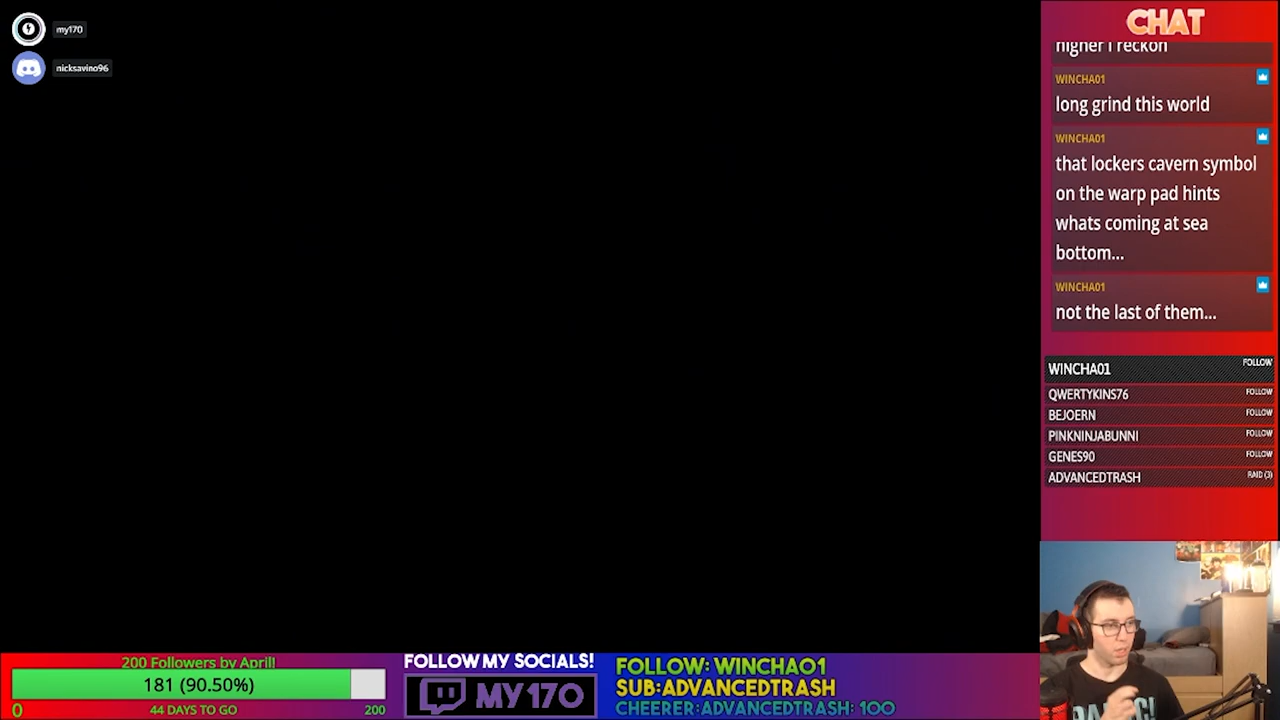 my170
nicksavino96
CHAT
higher i reckon
WINCHA01
long grind this world
WINCHA01
that lockers cavern symbol
on the warp pad hints
whats coming at sea
bottom...
WINCHA01
not the last of them...
WINCHA01 FOLLOW
QWERTYKINS76 FOLLOW
BEJOERN FOLLOW
PINKNINJABUNNI FOLLOW
GENES90 FOLLOW
ADVANCEDTRASH RAID (3)
200 Followers by April!
181 (90.50%)
0 44 DAYS TO GO 200
FOLLOW MY SOCIALS!
MY170
FOLLOW: WINCHA01
SUB:ADVANCEDTRASH
CHEERER:ADVANCEDTRASH: 100